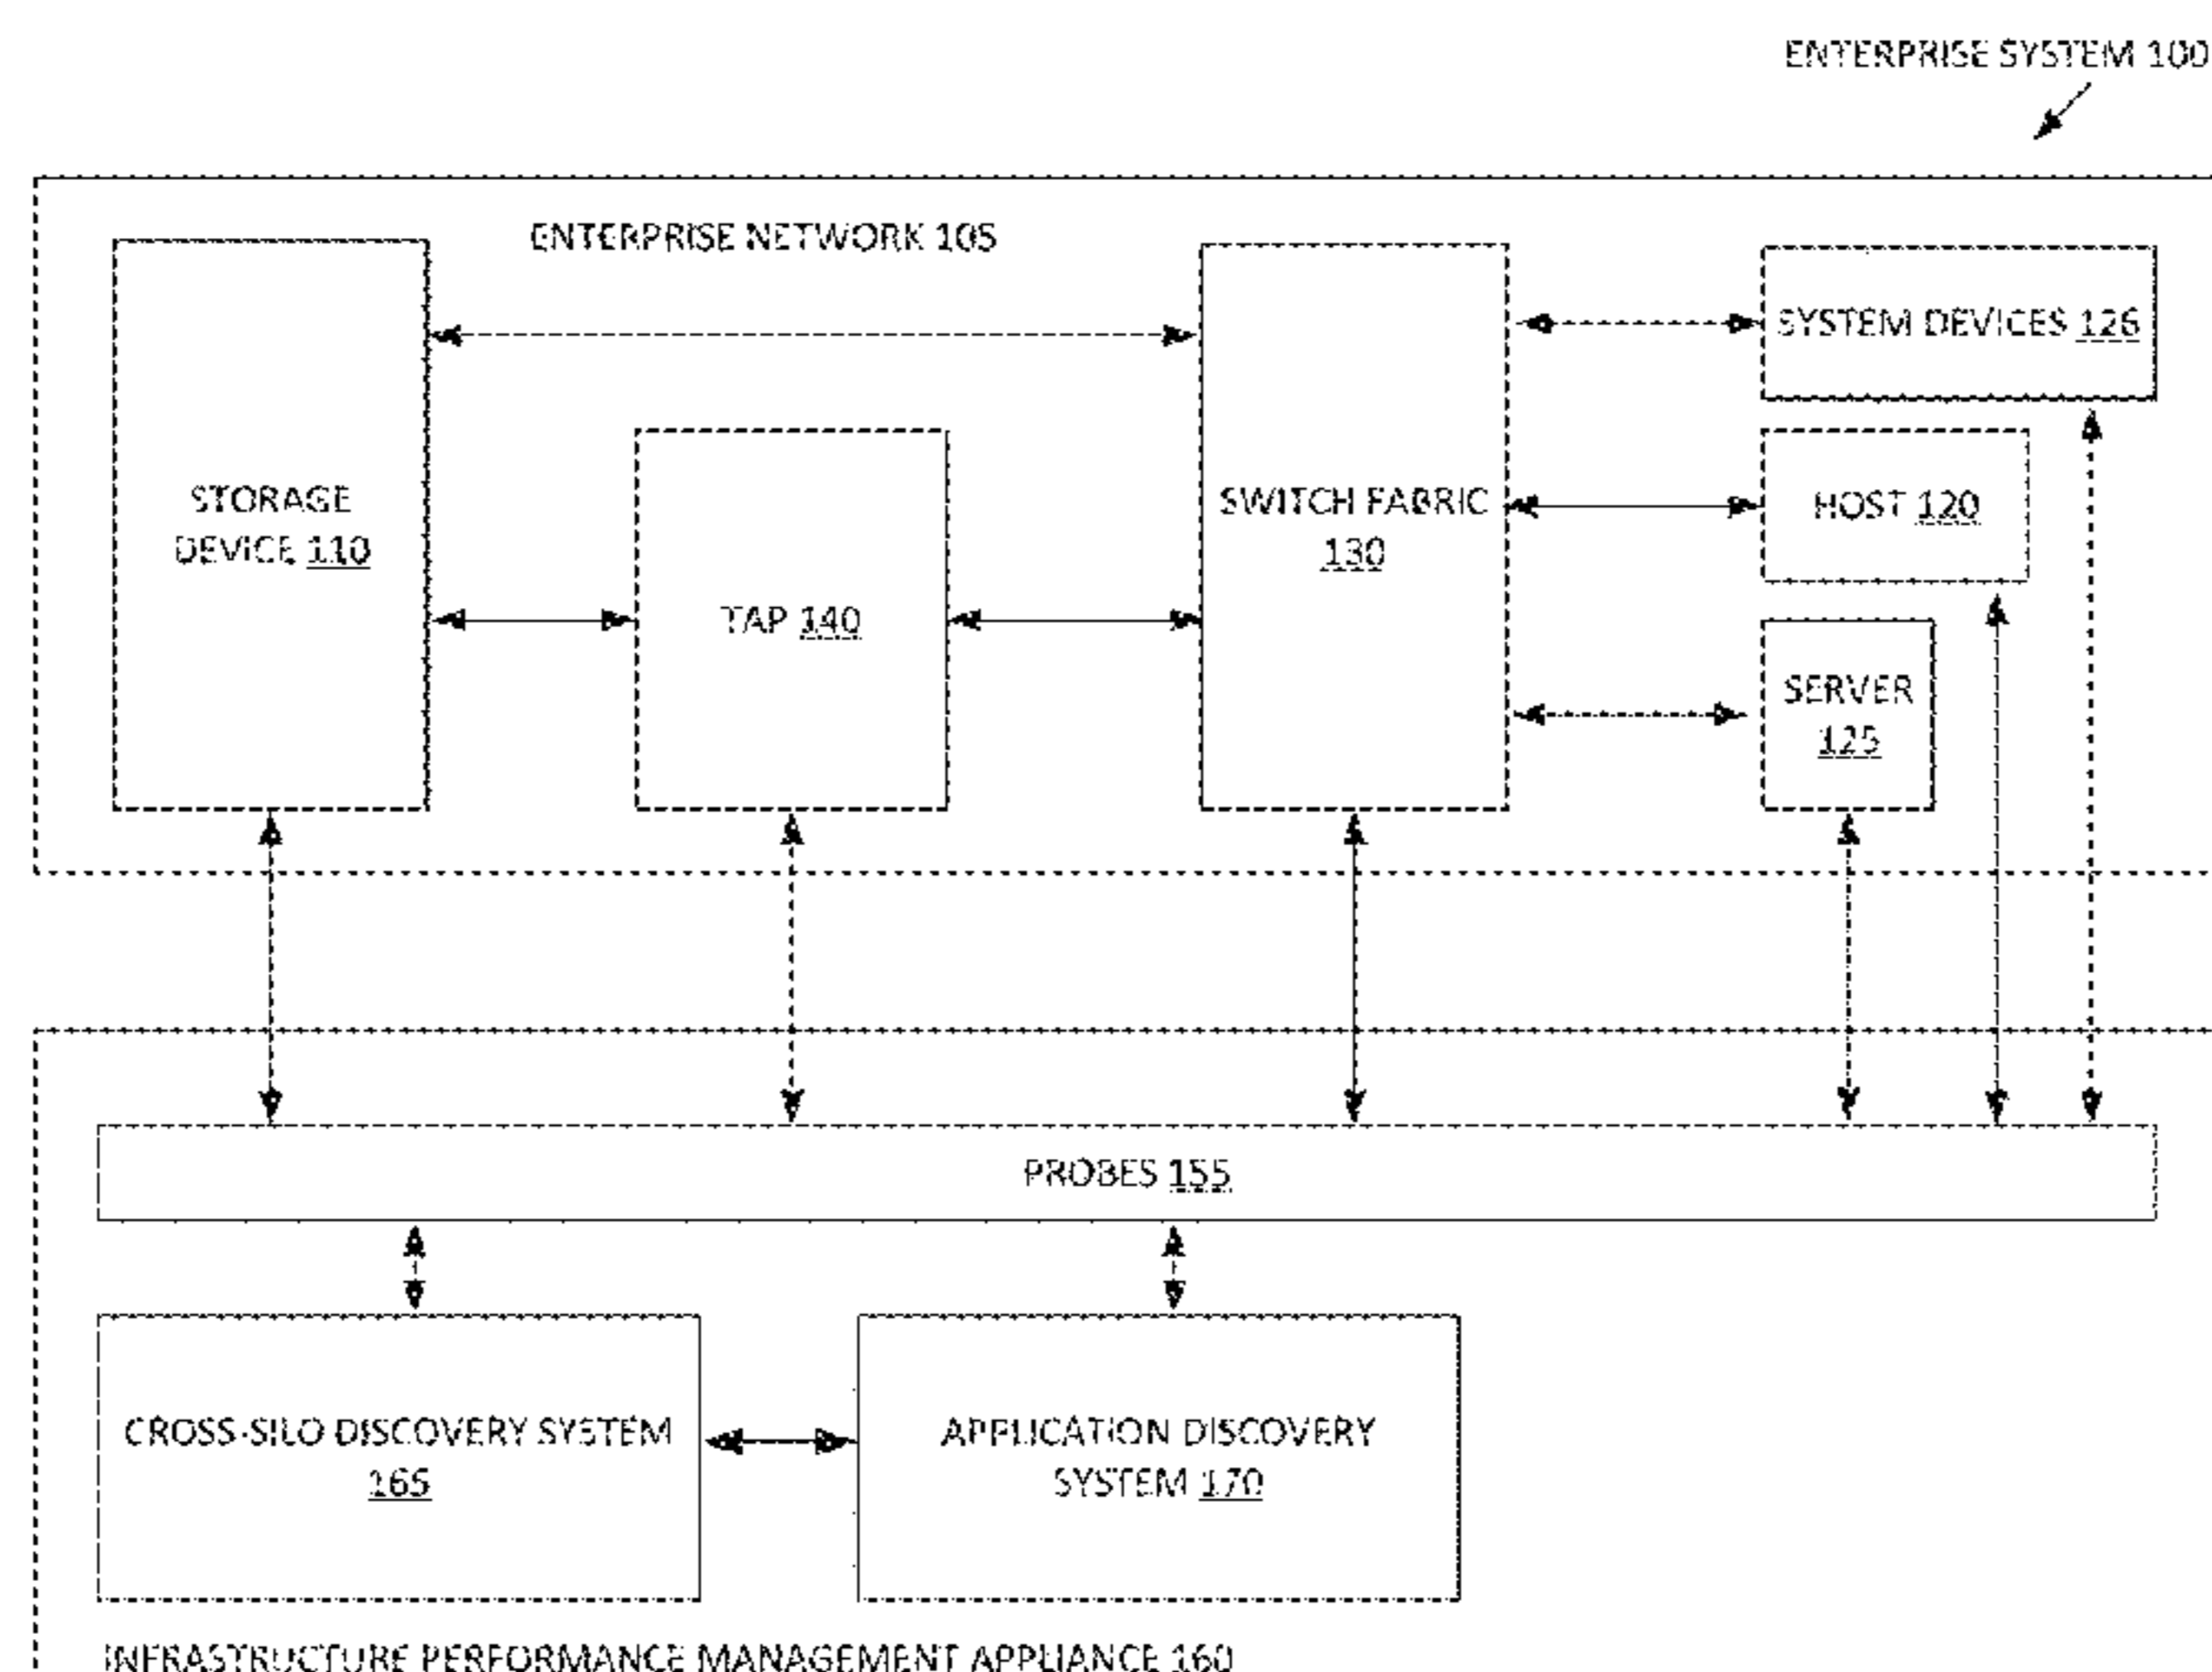 ENTERPRISE SYSTEM 100
ENTERPRISE NETWORK 105
STORAGE
DEVICE 110
TAP 140
SWITCH FABRIC
130
SYSTEM DEVICES 126
HOST 120
SERVER
125
PROBES 155
CROSS-SILO DISCOVERY SYSTEM
165
APPLICATION DISCOVERY
SYSTEM 170
INFRASTRUCTURE PERFORMANCE MANAGEMENT APPLIANCE 160